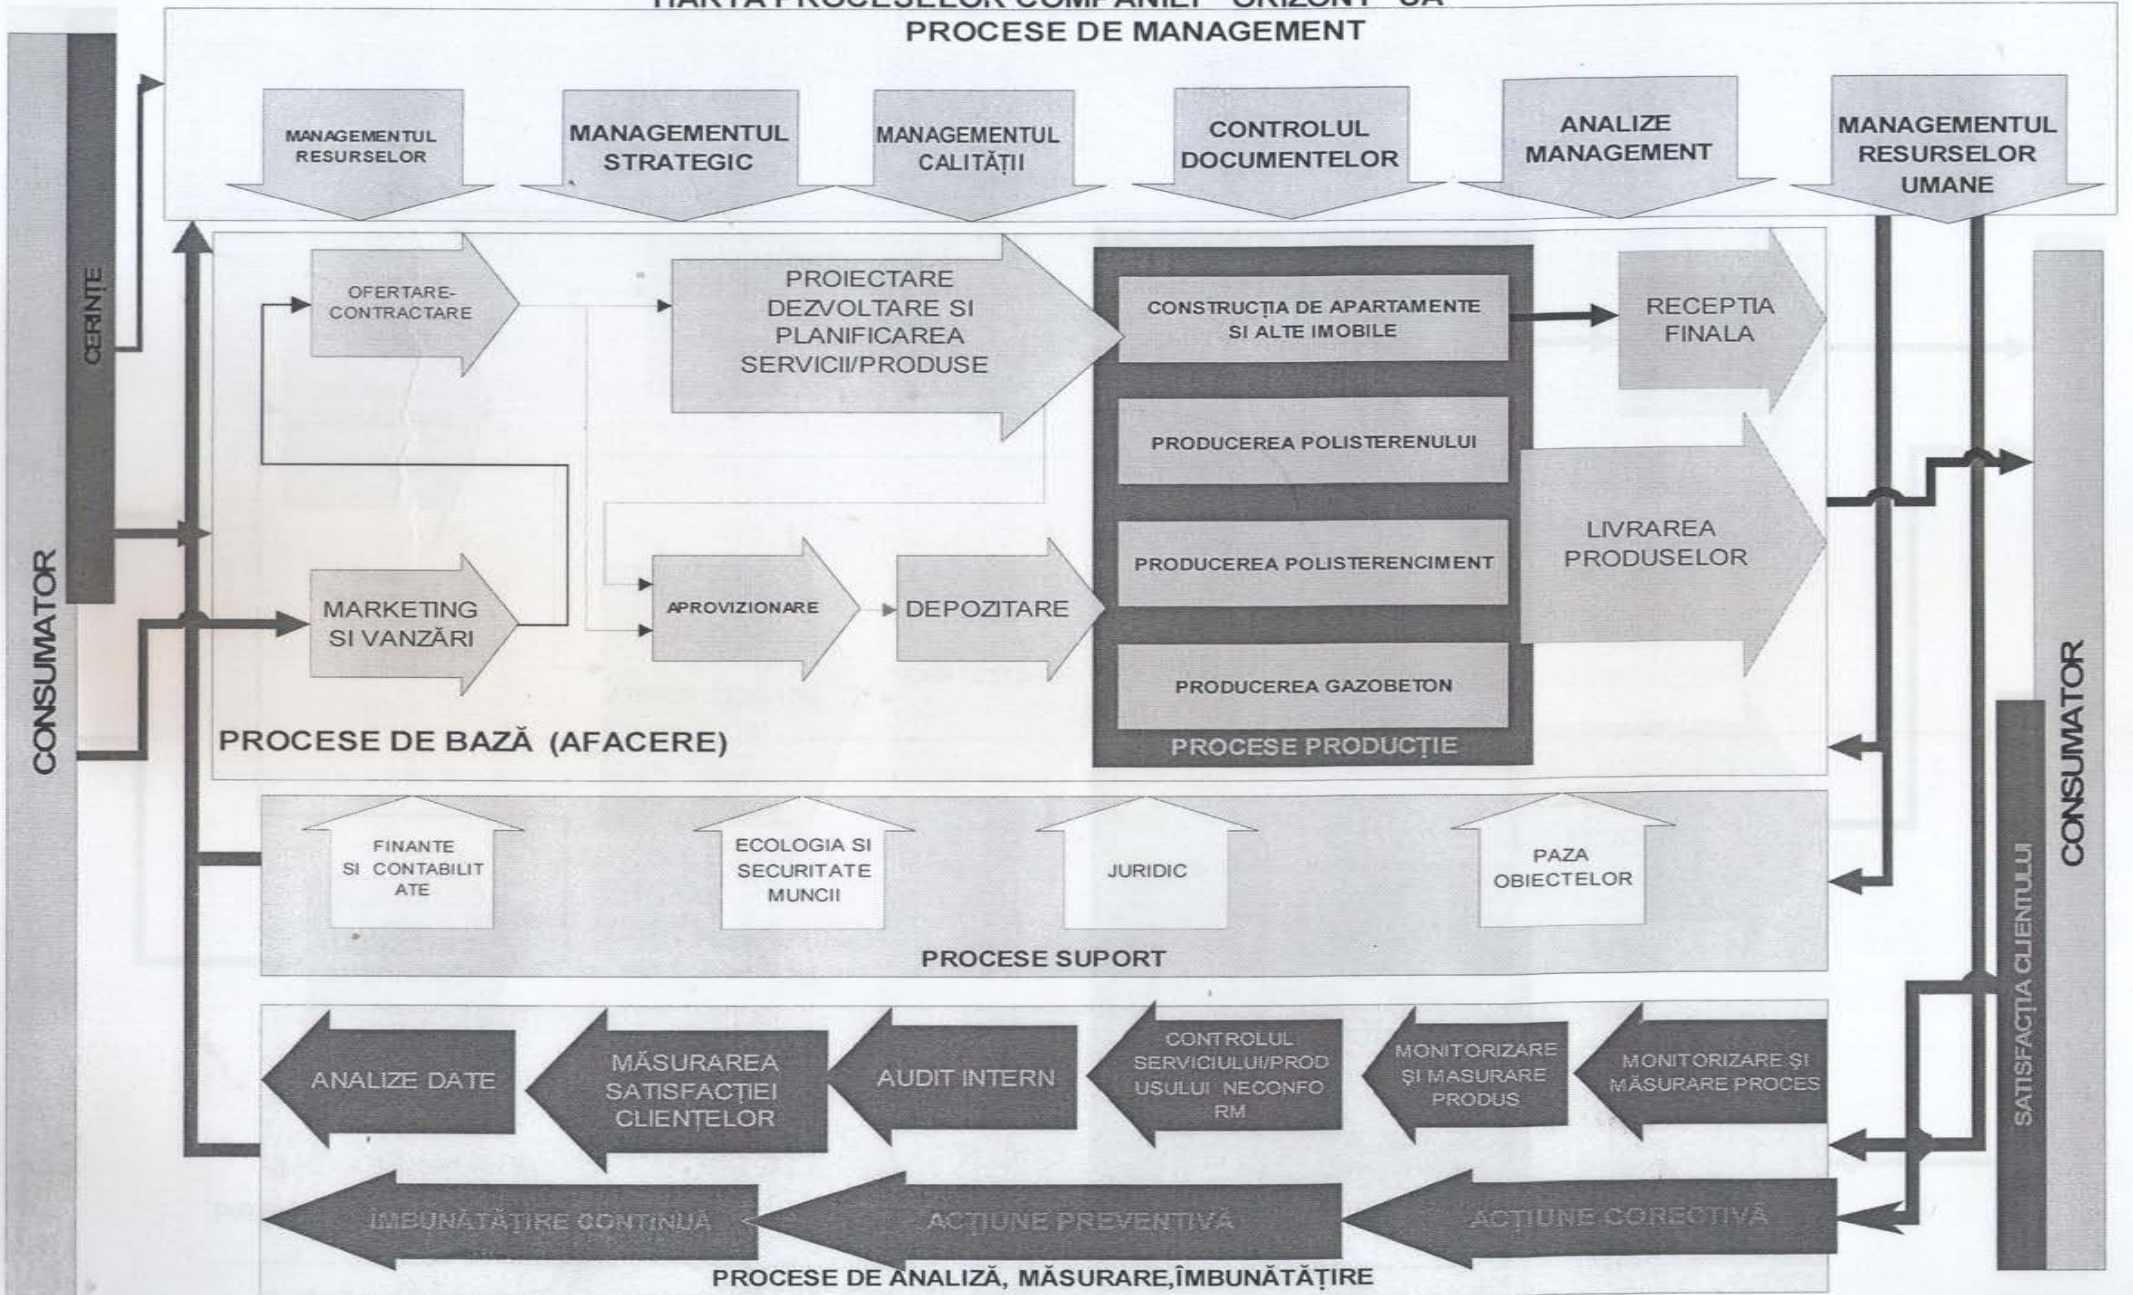 HARTA PROCESELOR COMPANIEI "ORIZONT" SA
PROCESE DE MANAGEMENT
MANAGEMENTUL
RESURSELOR
MANAGEMENTUL
STRATEGIC
MANAGEMENTUL
CALITĂȚII
CONTROLUL
DOCUMENTELOR
ANALIZE
MANAGEMENT
MANAGEMENTUL
RESURSELOR
UMANE
CONSUMATOR
CERINȚE
OFERTARE-
CONTRACTARE
PROIECTARE
DEZVOLTARE SI
PLANIFICAREA
SERVICII/PRODUSE
CONSTRUCȚIA DE APARTAMENTE
SI ALTE IMOBILE
RECEPTIA
FINALA
PRODUCEREA POLISTERENULUI
MARKETING
SI VANZĂRI
APROVIZIONARE
DEPOZITARE
PRODUCEREA POLISTERENCIMENT
LIVRAREA
PRODUSELOR
PRODUCEREA GAZOBETON
PROCESE PRODUCȚIE
PROCESE DE BAZĂ (AFACERE)
FINANTE
SI CONTABILIT
ATE
ECOLOGIA SI
SECURITATE
MUNCII
JURIDIC
PAZA
OBIECTELOR
PROCESE SUPORT
CONSUMATOR
SATISFACȚIA CLIENTULUI
ANALIZE DATE
MĂSURAREA
SATISFACȚIEI
CLIENȚELOR
AUDIT INTERN
CONTROLUL
SERVICIULUI/PROD
USULUI NECONFO
RM
MONITORIZARE
ȘI MASURARE
PRODUS
MONITORIZARE ȘI
MĂSURARE PROCES
ÎMBUNĂTĂȚIRE CONTINUĂ
ACȚIUNE PREVENTIVĂ
ACȚIUNE CORECTIVĂ
PROCESE DE ANALIZĂ, MĂSURARE,ÎMBUNĂTĂȚIRE